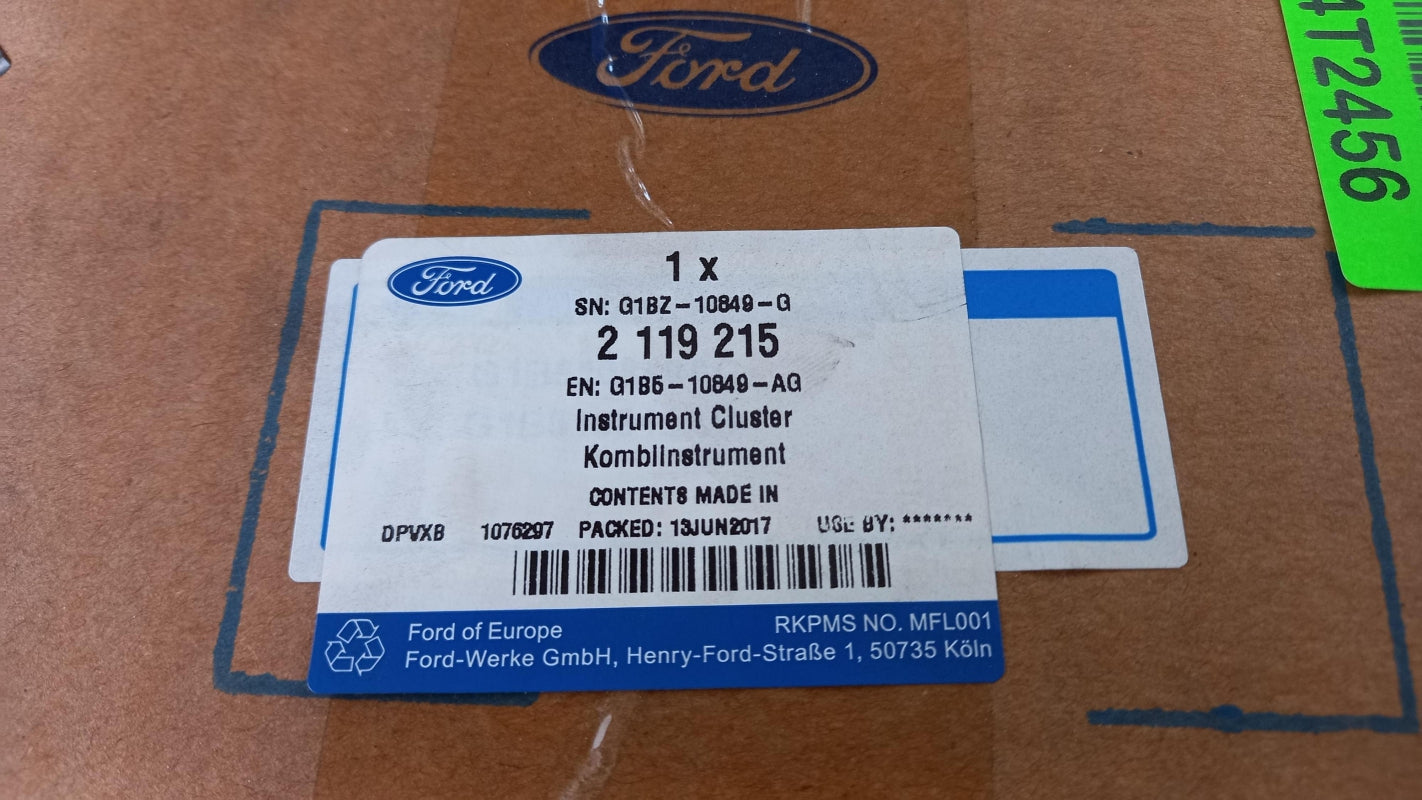 Ford
4T2456
Ford
1 x
SN: G1BZ-10849-G
2 119 215
EN: G1B5-10849-AG
Instrument Cluster
Kombiinstrument
CONTENTS MADE IN
DPVXB 1076297 PACKED: 13JUN2017 USE BY: *******
Ford of Europe RKPMS NO. MFL001
Ford-Werke GmbH, Henry-Ford-Straße 1, 50735 Köln